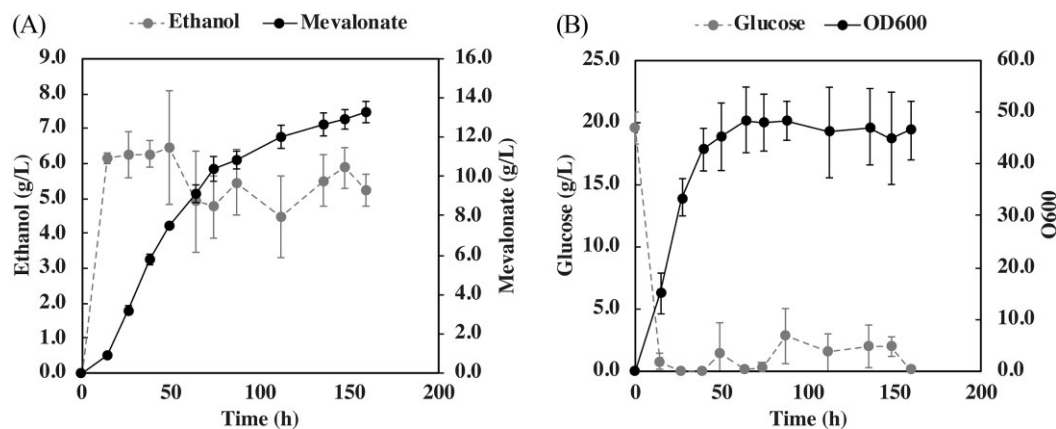 (A)
Ethanol Mevalonate
Ethanol (g/L)
9.0
8.0
7.0
6.0
5.0
4.0
3.0
2.0
1.0
0.0
16.0
14.0
12.0
10.0
8.0
6.0
4.0
2.0
0.0
Mevalonate (g/L)
0 50 100 150 200
Time (h)
(B)
Glucose OD600
Glucose (g/L)
25.0
20.0
15.0
10.0
5.0
0.0
60.0
50.0
40.0
30.0
20.0
10.0
0.0
O600
0 50 100 150 200
Time (h)